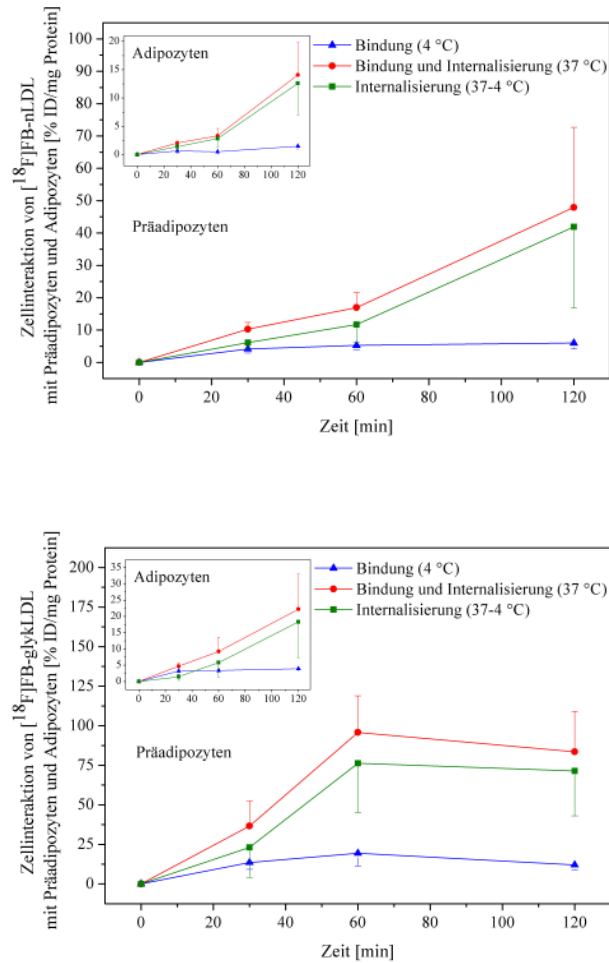 Zellinteraktion von [¹⁸F]FB-nLDL
mit Präadipozyten und Adipozyten [% ID/mg Protein]
100
90
80
70
60
50
40
30
20
10
0
Adipozyten
20
15
10
5
0
0 20 40 60 80 100 120
Bindung (4 °C)
Bindung und Internalisierung (37 °C)
Internalisierung (37-4 °C)
Präadipozyten
0 20 40 60 80 100 120
Zeit [min]
Zellinteraktion von [¹⁸F]FB-glykLDL
mit Präadipozyten und Adipozyten [% ID/mg Protein]
200
175
150
125
100
75
50
25
0
Adipozyten
35
30
25
20
15
10
5
0
0 20 40 60 80 100 120
Bindung (4 °C)
Bindung und Internalisierung (37 °C)
Internalisierung (37-4 °C)
Präadipozyten
0 20 40 60 80 100 120
Zeit [min]